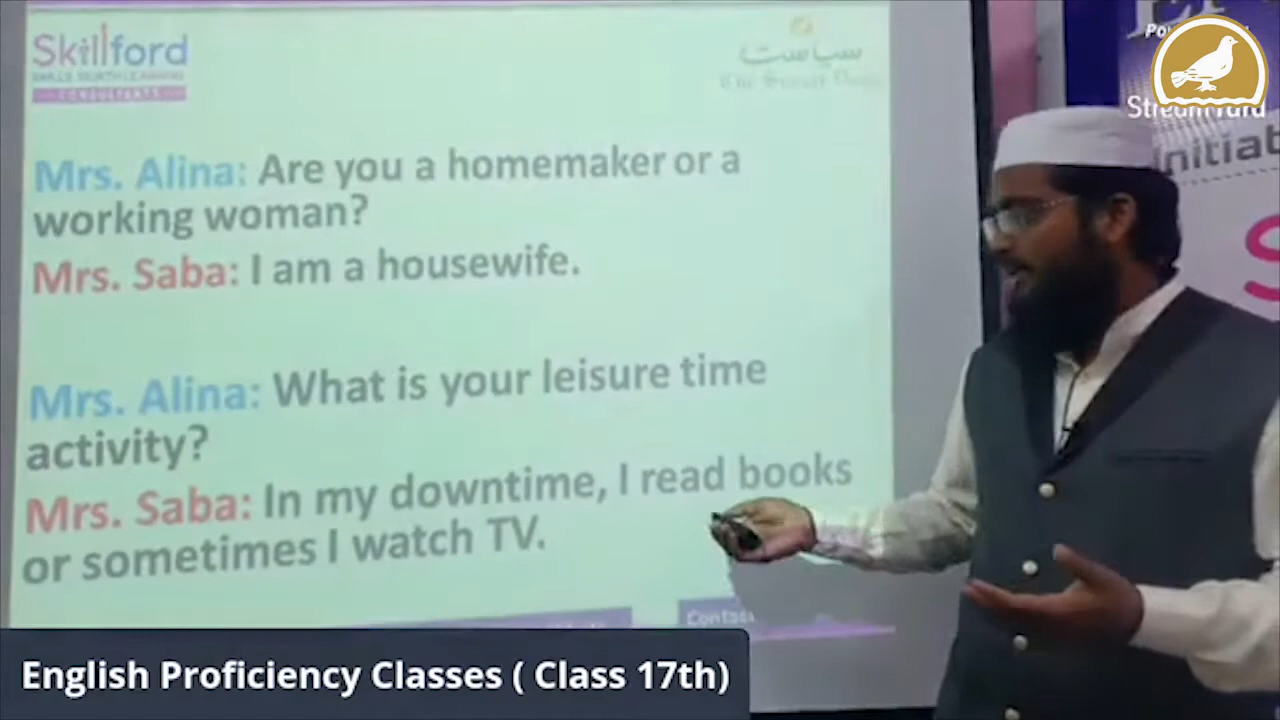 Skillford
CONSULTANTS
سیاست
Mrs. Alina: Are you a homemaker or a
working woman?
Mrs. Saba: I am a housewife.
Mrs. Alina: What is your leisure time
activity?
Mrs. Saba: In my downtime, I read books
or sometimes I watch TV.
StreamYard
English Proficiency Classes ( Class 17th)